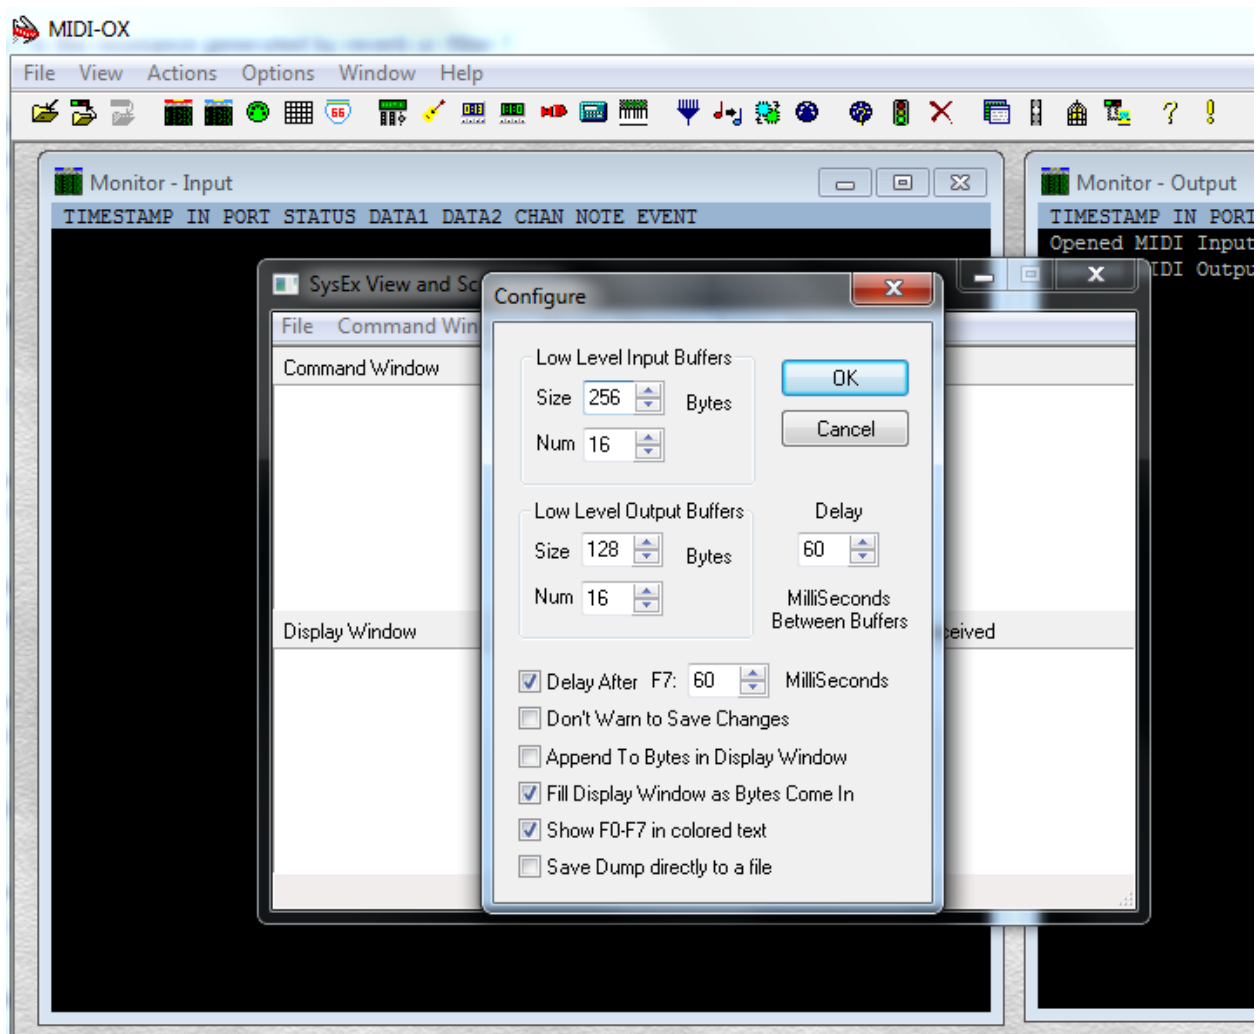 MIDI-OX
File View Actions Options Window Help
Monitor - Input
TIMESTAMP IN PORT STATUS DATA1 DATA2 CHAN NOTE EVENT
Monitor - Output
TIMESTAMP IN PORT
Opened MIDI Input
IDI Outpu
SysEx View and Sc
File Command Win
Command Window
Display Window
ceived
Configure
Low Level Input Buffers
Size 256 Bytes
Num 16
OK
Cancel
Low Level Output Buffers
Size 128 Bytes
Num 16
Delay
60
MilliSeconds
Between Buffers
Delay After F7: 60 MilliSeconds
Don't Warn to Save Changes
Append To Bytes in Display Window
Fill Display Window as Bytes Come In
Show F0-F7 in colored text
Save Dump directly to a file